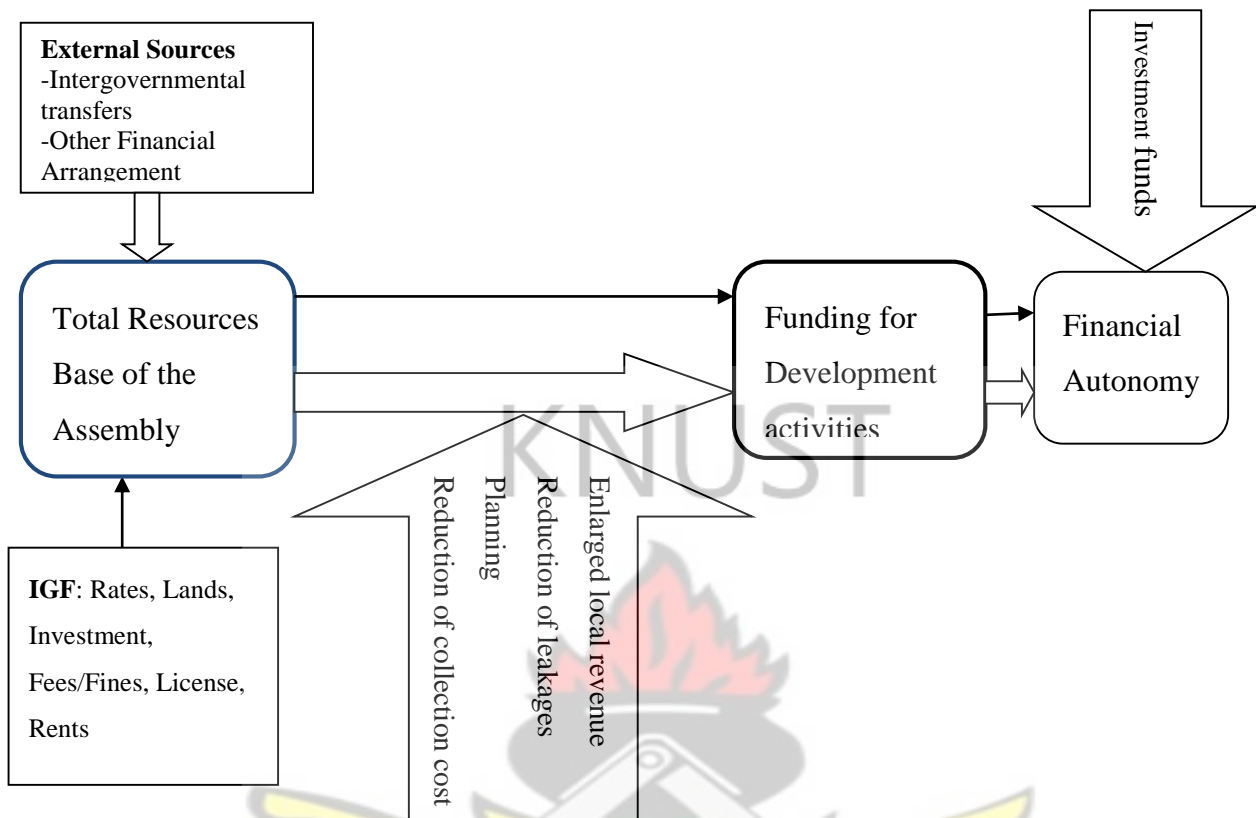 External Sources
-Intergovernmental
transfers
-Other Financial
Arrangement
Investment funds
Total Resources
Base of the
Assembly
Funding for
Development
activities
Financial
Autonomy
KNUST
Enlarged local revenue
Reduction of leakages
Planning
Reduction of collection cost
IGF: Rates, Lands,
Investment,
Fees/Fines, License,
Rents